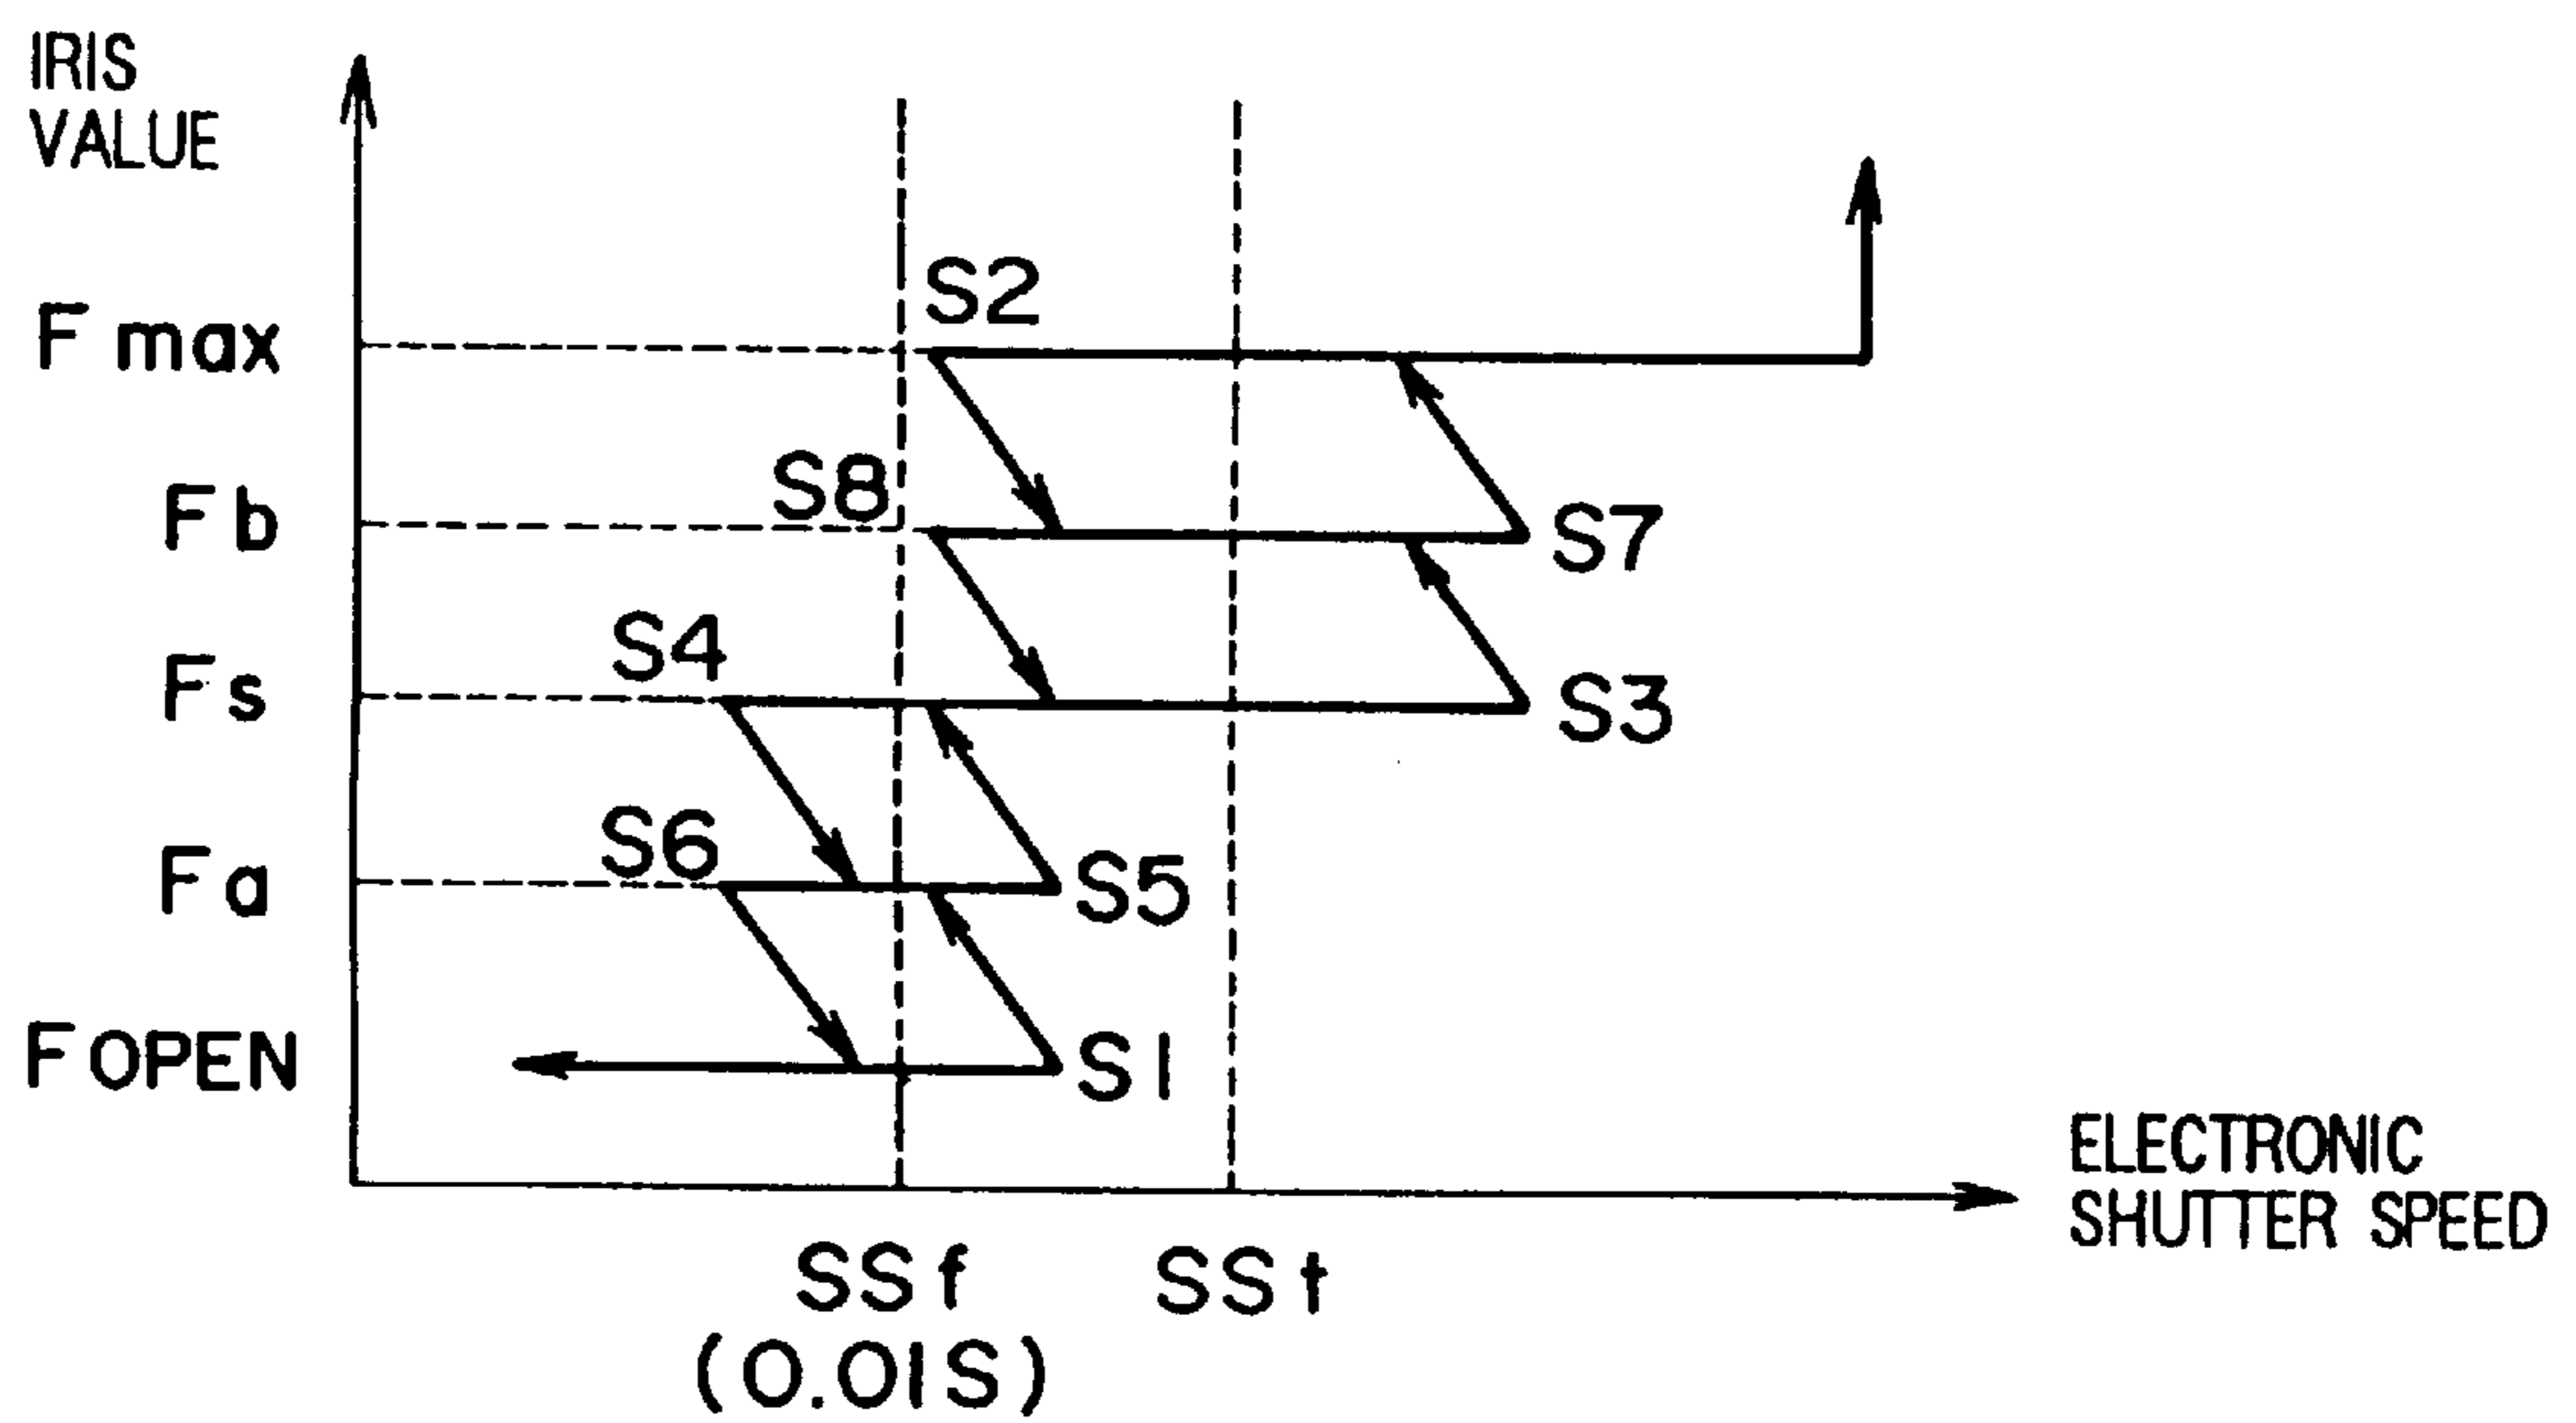 IRIS
VALUE
S2
F max
S8
F b
S7
S4
F s
S3
S6
F a
S5
F OPEN
S1
ELECTRONIC
SHUTTER SPEED
SS f
SS t
(0.01S)